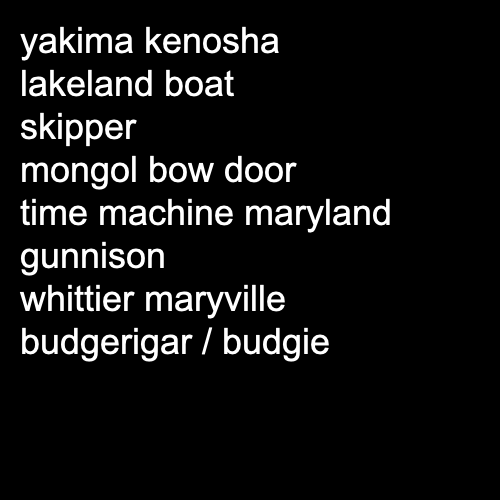 yakima kenosha
lakeland boat
skipper
mongol bow door
time machine maryland
gunnison
whittier maryville
budgerigar / budgie